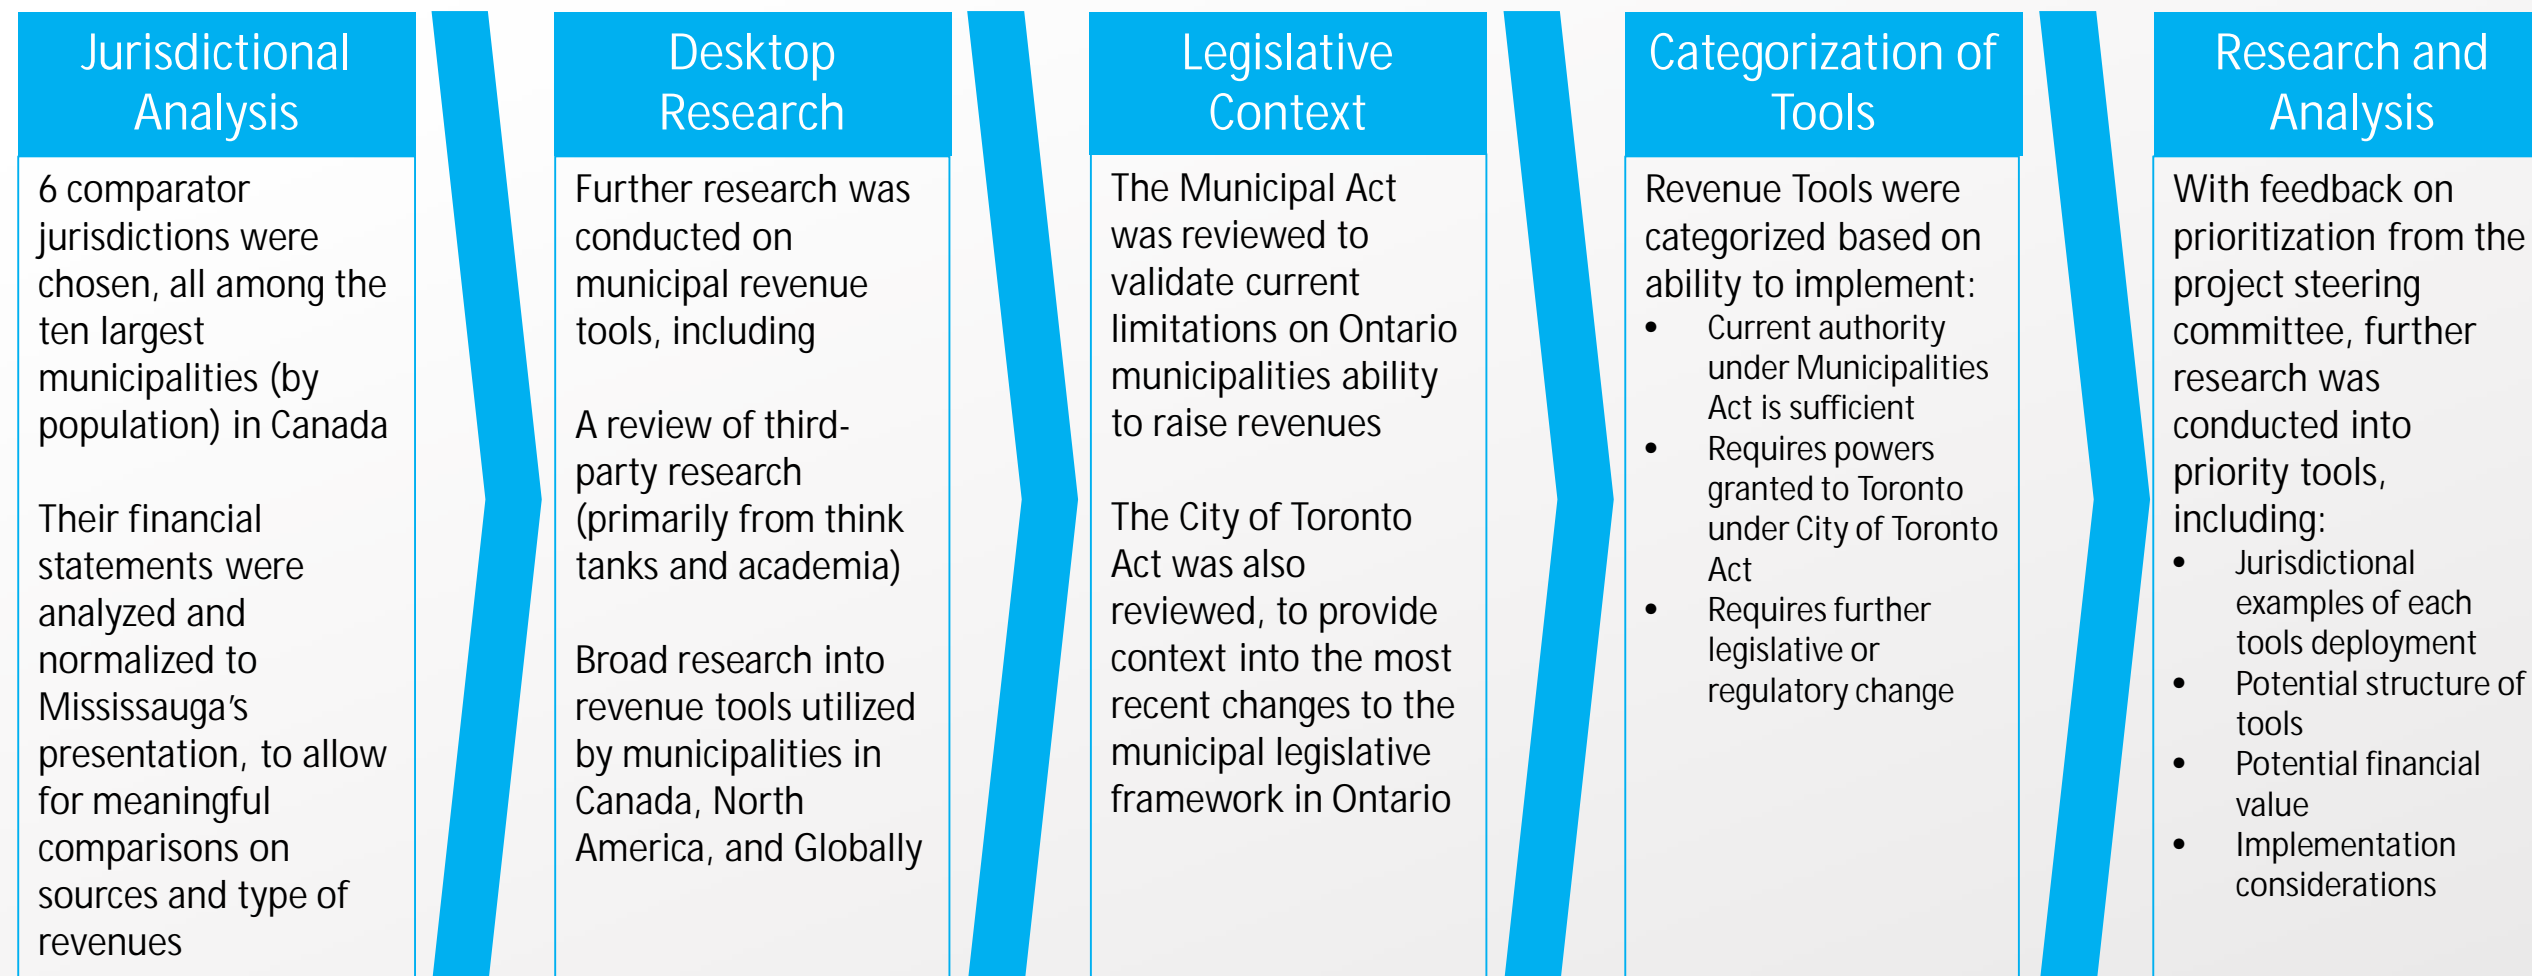 Jurisdictional
Analysis
6 comparator
jurisdictions were
chosen, all among the
ten largest
municipalities (by
population) in Canada
Their financial
statements were
analyzed and
normalized to
Mississauga's
presentation, to allow
for meaningful
comparisons on
sources and type of
revenues
Desktop
Research
Further research was
conducted on
municipal revenue
tools, including
A review of third-
party research
(primarily from think
tanks and academia)
Broad research into
revenue tools utilized
by municipalities in
Canada, North
America, and Globally
Legislative
Context
The Municipal Act
was reviewed to
validate current
limitations on Ontario
municipalities ability
to raise revenues
The City of Toronto
Act was also
reviewed, to provide
context into the most
recent changes to the
municipal legislative
framework in Ontario
Categorization of
Tools
Revenue Tools were
categorized based on
ability to implement:
• Current authority
under Municipalities
Act is sufficient
• Requires powers
granted to Toronto
under City of Toronto
Act
• Requires further
legislative or
regulatory change
Research and
Analysis
With feedback on
prioritization from the
project steering
committee, further
research was
conducted into
priority tools,
including:
• Jurisdictional
examples of each
tools deployment
• Potential structure of
tools
• Potential financial
value
• Implementation
considerations